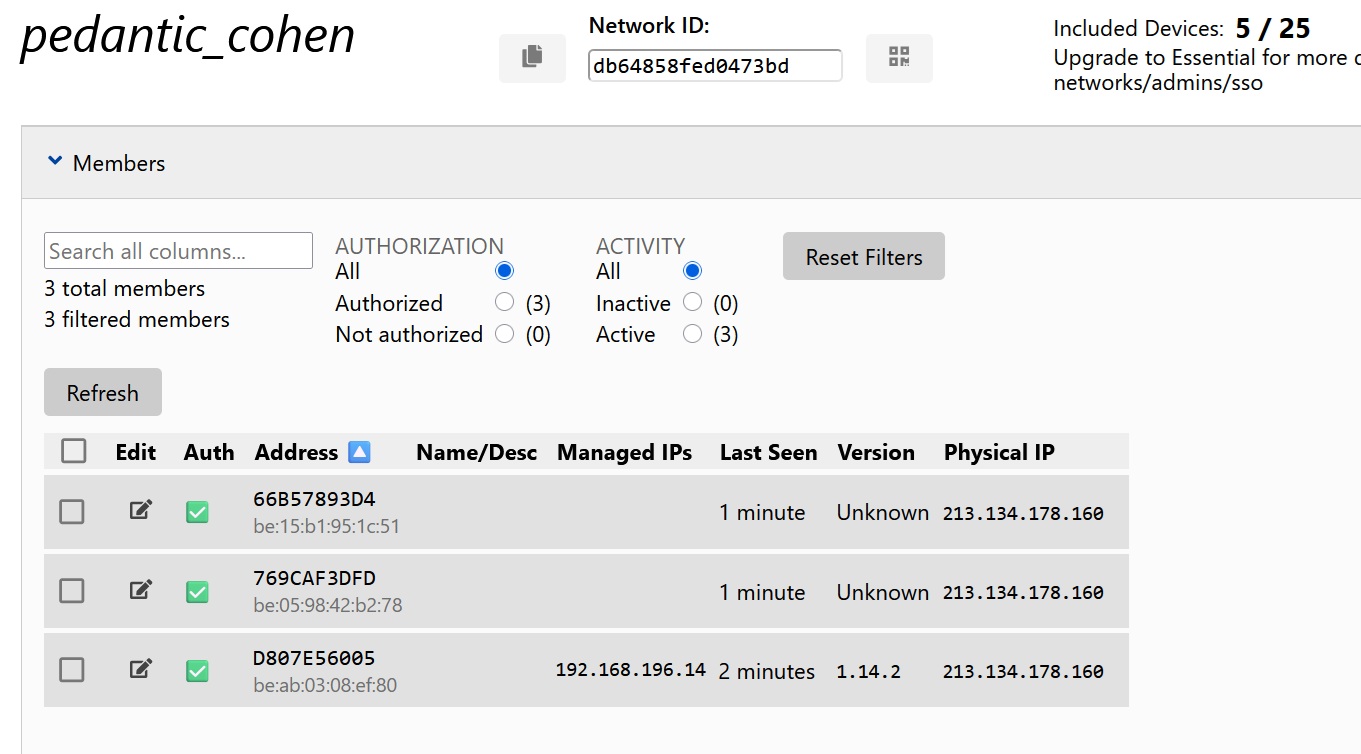 pedantic_cohen
Network ID:
db64858fed0473bd
Included Devices: 5 / 25
Upgrade to Essential for more
networks/admins/sso
Members
Search all columns...
3 total members
3 filtered members
AUTHORIZATION
All
Authorized (3)
Not authorized (0)
ACTIVITY
All
Inactive (0)
Active (3)
Reset Filters
Refresh
Edit Auth Address Name/Desc Managed IPs Last Seen Version Physical IP
66B57893D4 1 minute Unknown 213.134.178.160
be:15:b1:95:1c:51
769CAF3DFD 1 minute Unknown 213.134.178.160
be:05:98:42:b2:78
D807E56005 192.168.196.14 2 minutes 1.14.2 213.134.178.160
be:ab:03:08:ef:80